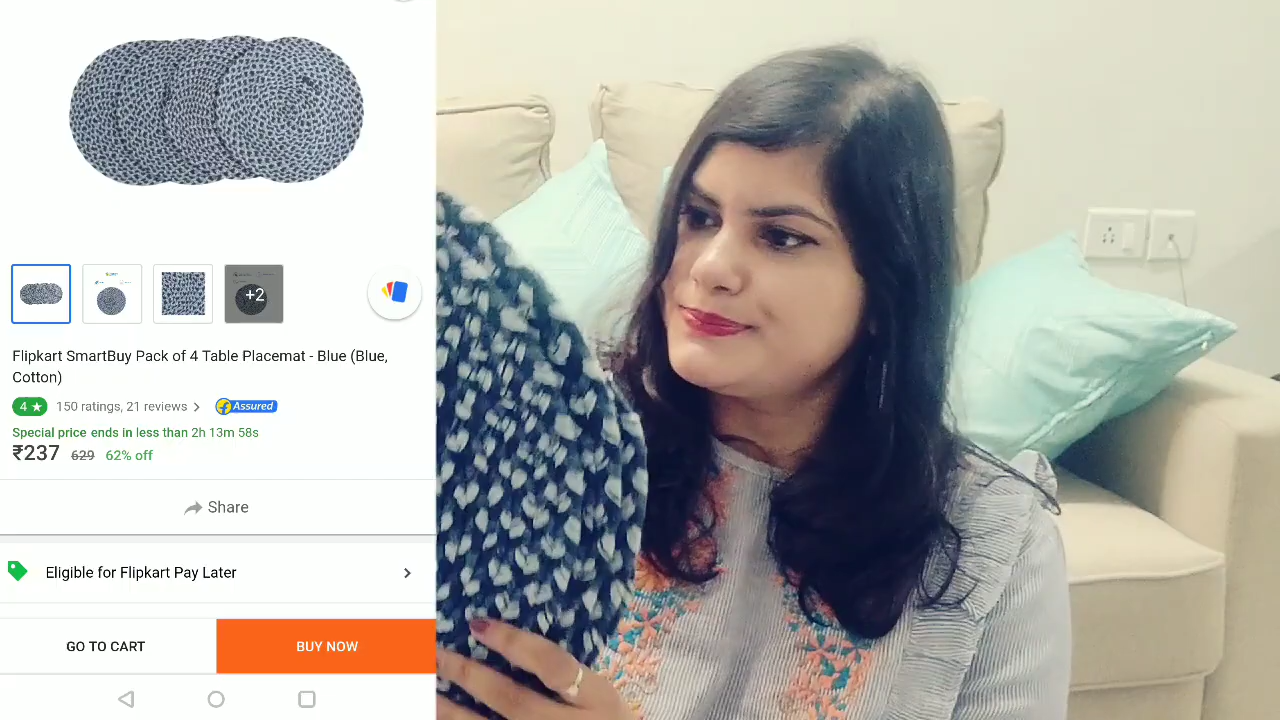 +2
Flipkart SmartBuy Pack of 4 Table Placemat - Blue (Blue,
Cotton)
4 ★ 150 ratings, 21 reviews > Assured
Special price ends in less than 2h 13m 58s
₹237 629 62% off
Share
Eligible for Flipkart Pay Later
GO TO CART BUY NOW